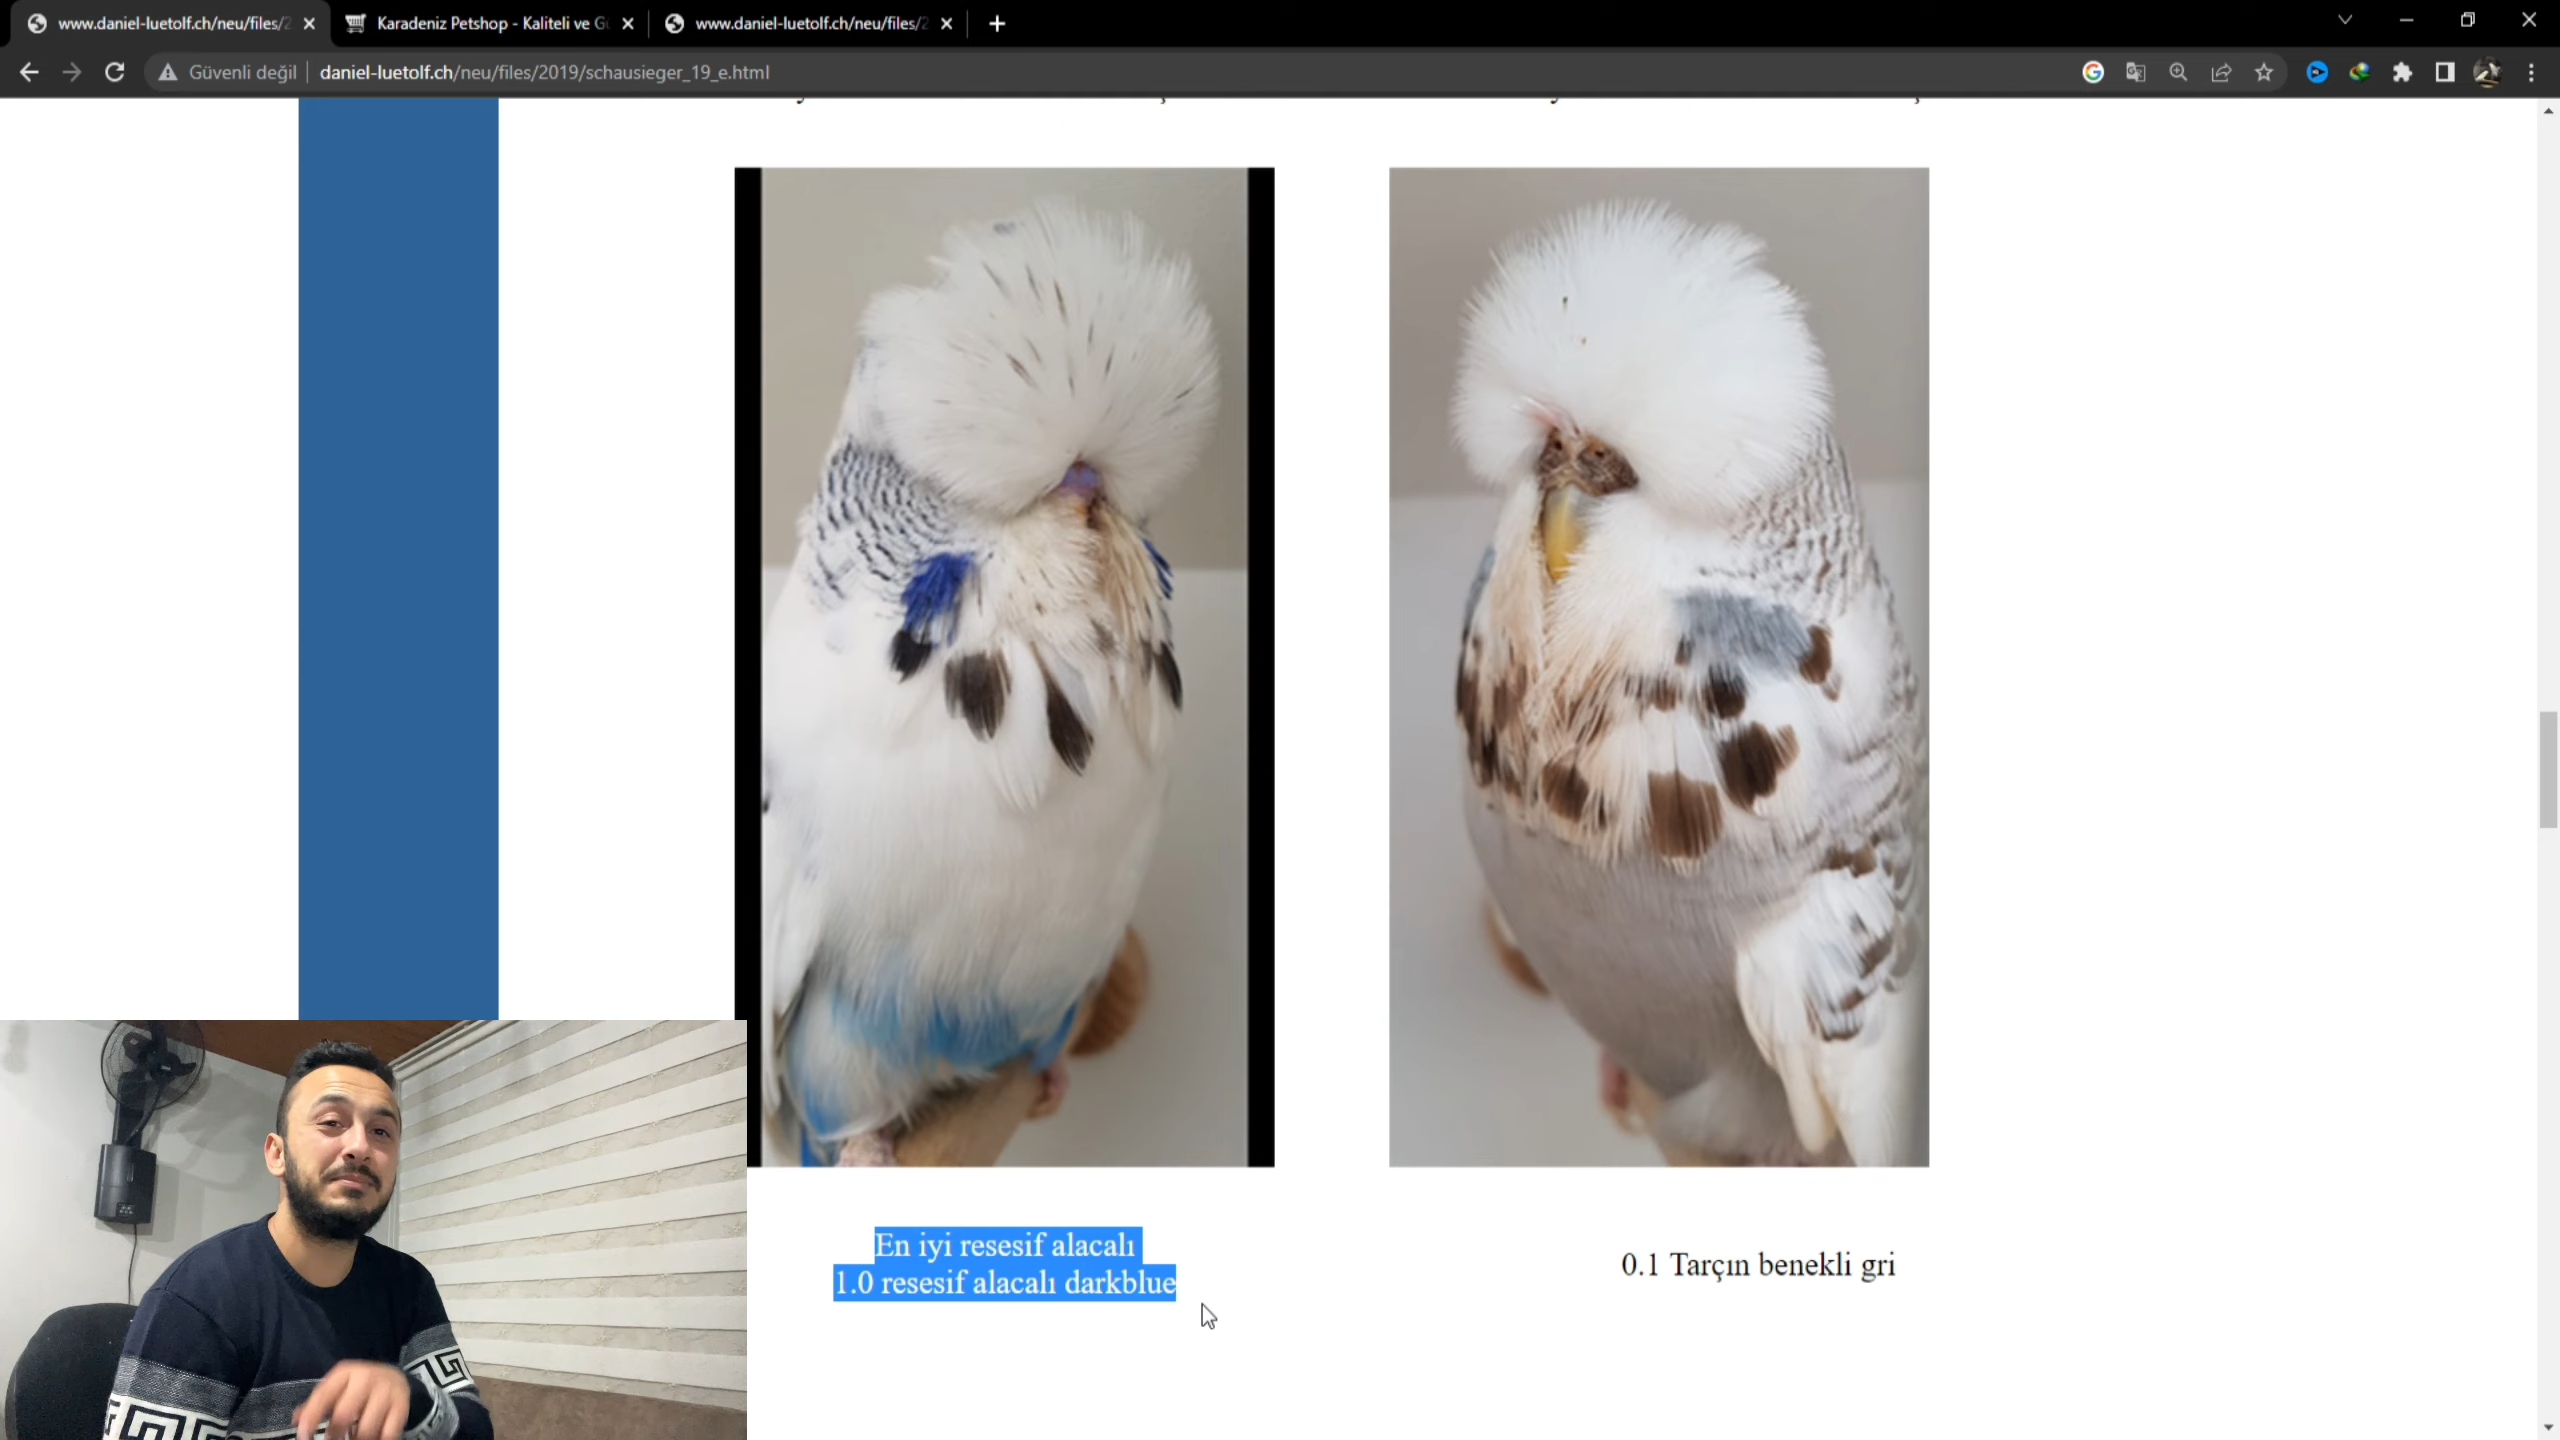 www.daniel-luetolf.ch/neu/files/2
Karadeniz Petshop - Kaliteli ve G
www.daniel-luetolf.ch/neu/files/2
Güvenli değil
daniel-luetolf.ch/neu/files/2019/schausieger_19_e.html
En iyi resesif alacalı
1.0 resesif alacalı darkblue
0.1 Tarçın benekli gri